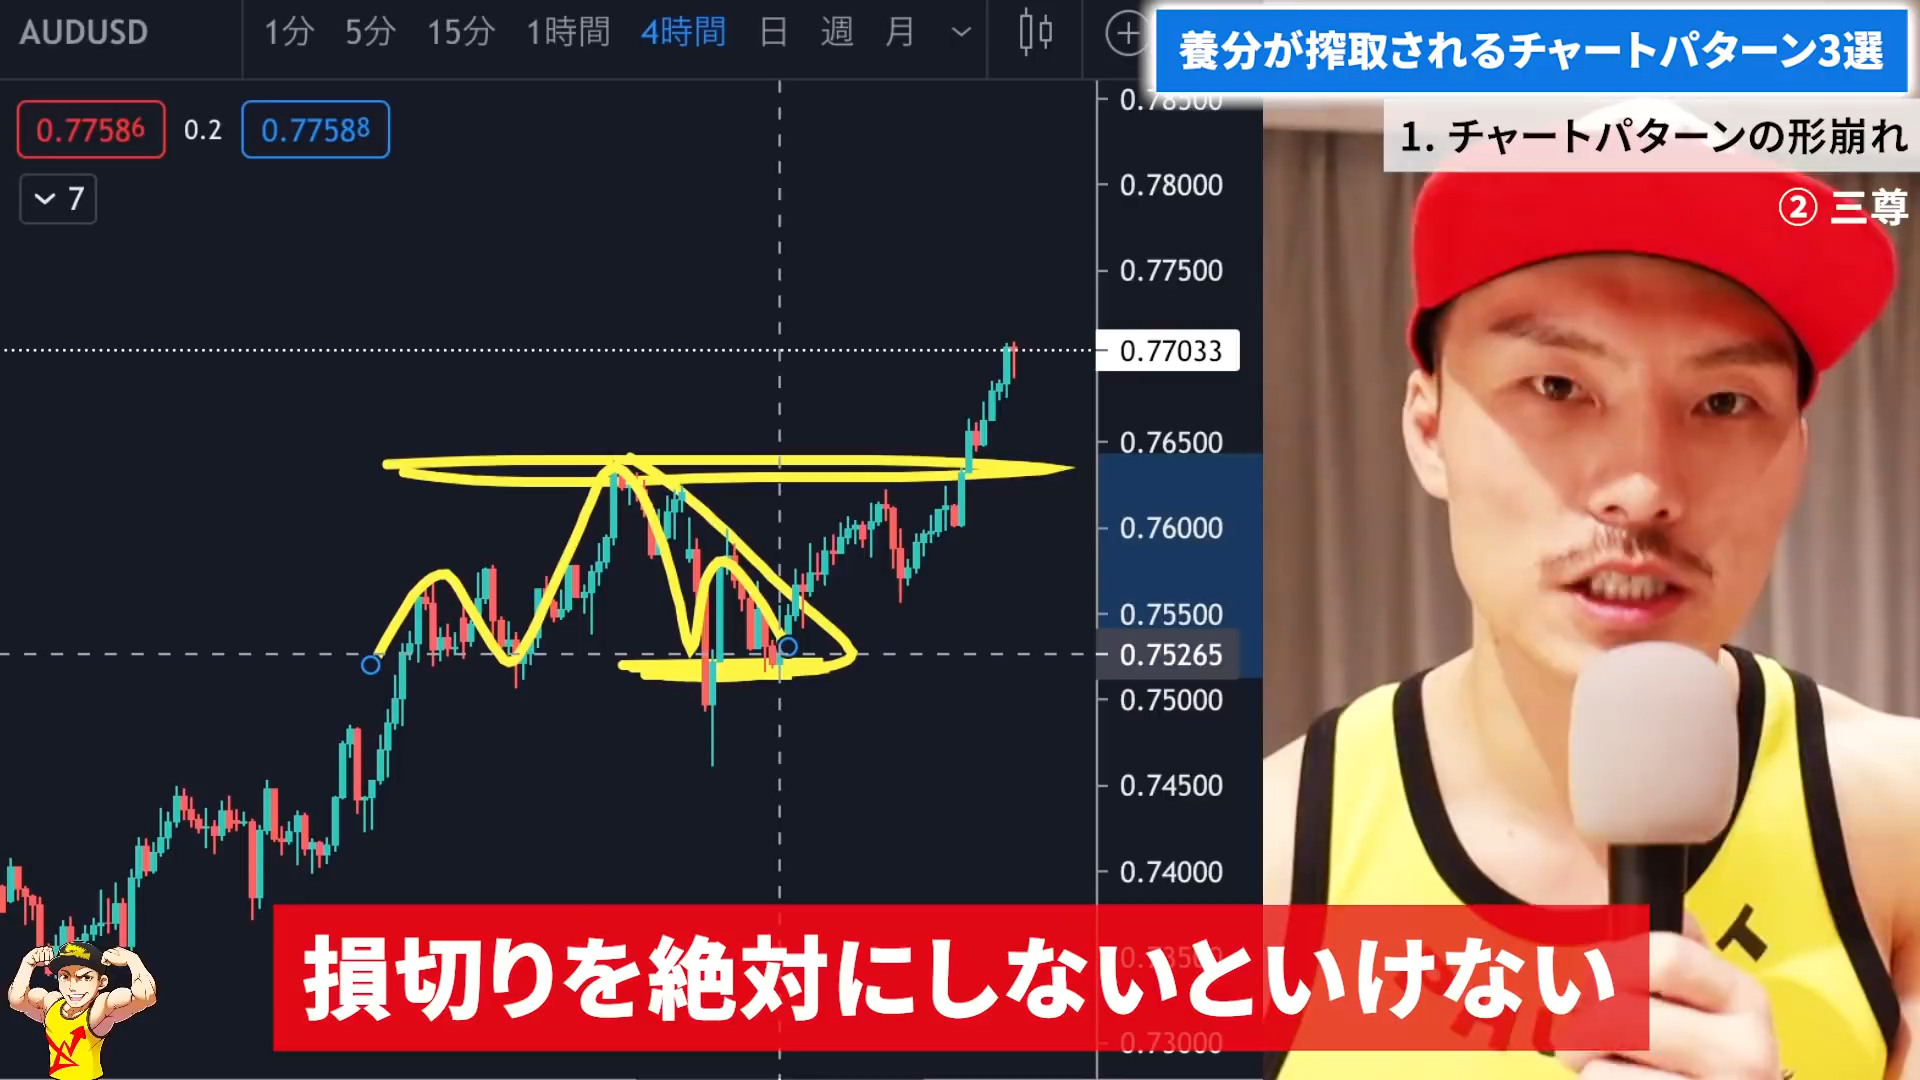 AUDUSD 1分 5分 15分 1時間 4時間 日 週 月
養分が搾取されるチャートパターン3選
0.77586 0.2 0.77588
7
1. チャートパターンの形崩れ
② 三尊
0.78500
0.78000
0.77500
0.77033
0.76500
0.76000
0.75500
0.75265
0.75000
0.74500
0.74000
0.73500
0.73000
損切りを絶対にしないといけない